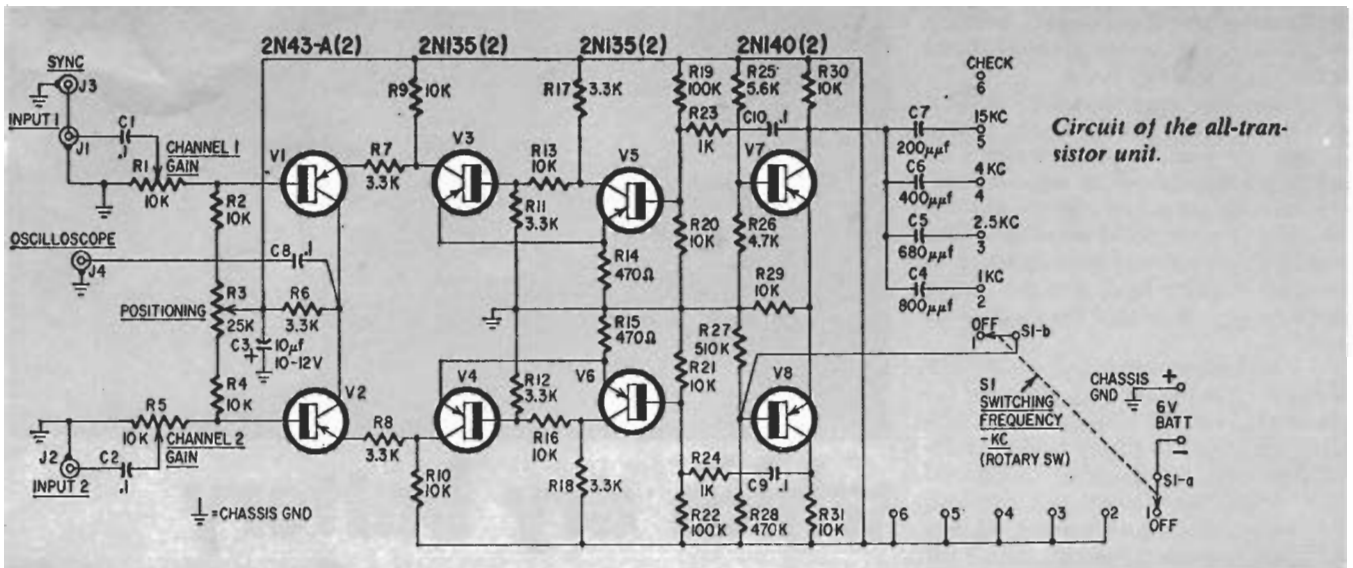 2N43-A(2)
2N135(2)
2N135(2)
2N140(2)
SYNC
J3
INPUT 1
J1
C1
.1
CHANNEL 1
GAIN
R1
10K
R2
10K
V1
R7
3.3K
R9
10K
V3
R13
10K
R11
3.3K
R17
3.3K
V5
R14
470Ω
R19
100K
R23
1K
R20
10K
R25
5.6K
C10 .1
V7
R26
4.7K
R30
10K
R29
10K
OSCILLOSCOPE
J4
C8 .1
R3
25K
POSITIONING
R6
3.3K
C3
+
10μf
10-12V
R4
10K
R5
10K
CHANNEL 2
GAIN
J2
INPUT 2
C2
.1
V2
R8
3.3K
R10
10K
V4
R12
3.3K
R16
10K
R15
470Ω
V6
R18
3.3K
R21
10K
R24
1K
R22
100K
R27
510K
V8
C9 .1
R28
470K
R31
10K
=CHASSIS GND
CHECK
6
C7
200μμf
15KC
5
C6
400μμf
4KC
4
C5
680μμf
2.5KC
3
C4
800μμf
1KC
2
OFF
1
S1-b
S1
SWITCHING
FREQUENCY
-KC
(ROTARY SW)
CHASSIS
GND
+
6V
BATT
-
S1-a
6
5
4
3
2
1
OFF
Circuit of the all-tran-
sistor unit.